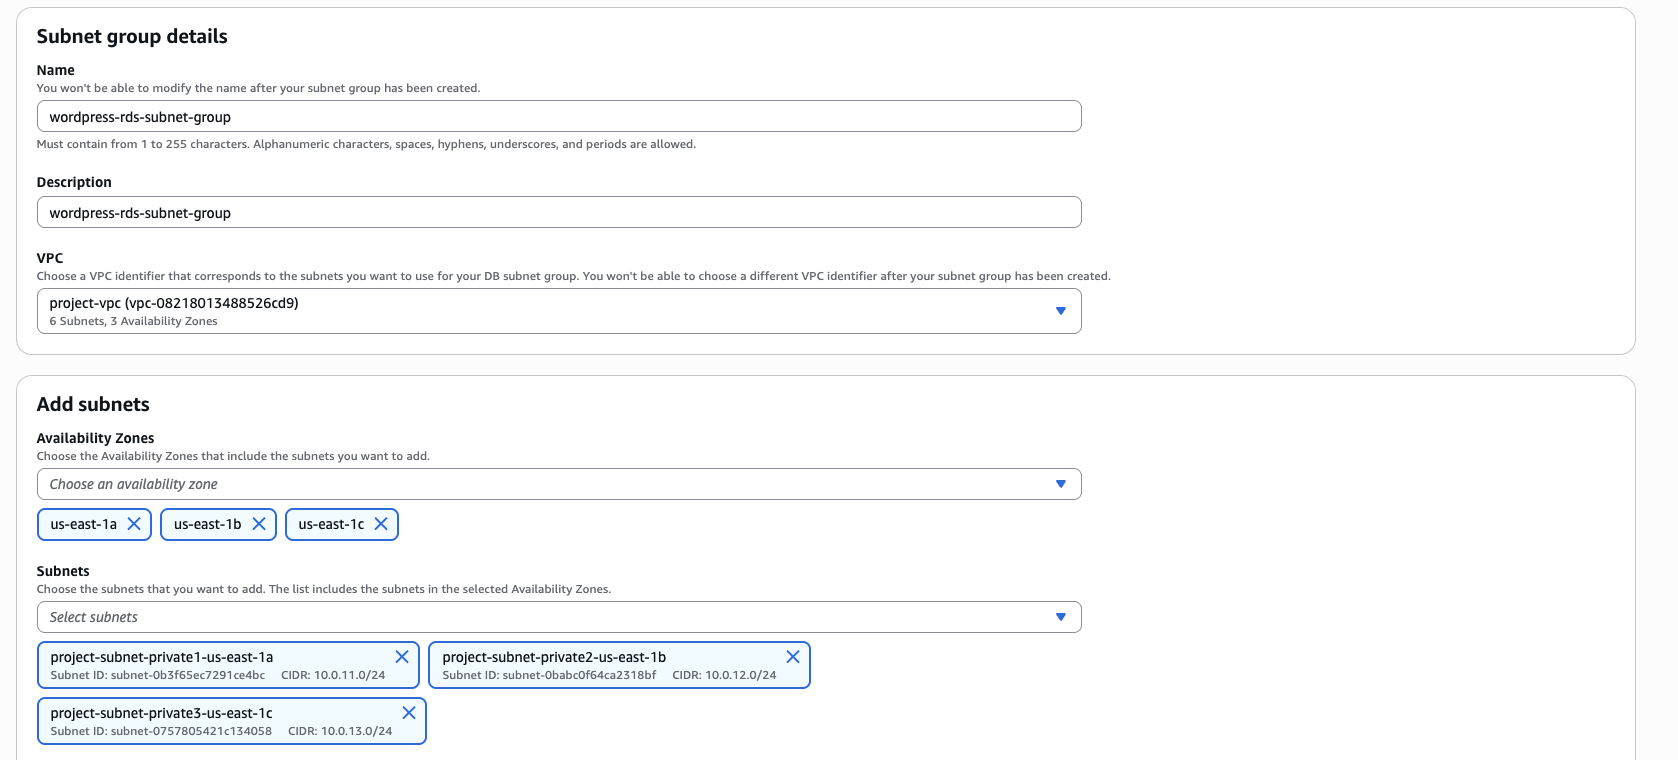 Subnet group details
Name
You won't be able to modify the name after your subnet group has been created.
wordpress-rds-subnet-group
Must contain from 1 to 255 characters. Alphanumeric characters, spaces, hyphens, underscores, and periods are allowed.
Description
wordpress-rds-subnet-group
VPC
Choose a VPC identifier that corresponds to the subnets you want to use for your DB subnet group. You won't be able to choose a different VPC identifier after your subnet group has been created.
project-vpc (vpc-08218013488526cd9)
6 Subnets, 3 Availability Zones
Add subnets
Availability Zones
Choose the Availability Zones that include the subnets you want to add.
Choose an availability zone
us-east-1a us-east-1b us-east-1c
Subnets
Choose the subnets that you want to add. The list includes the subnets in the selected Availability Zones.
Select subnets
project-subnet-private1-us-east-1a
Subnet ID: subnet-0b3f65ec7291ce4bc CIDR: 10.0.11.0/24
project-subnet-private2-us-east-1b
Subnet ID: subnet-0babc0f64ca2318bf CIDR: 10.0.12.0/24
project-subnet-private3-us-east-1c
Subnet ID: subnet-0757805421c134058 CIDR: 10.0.13.0/24